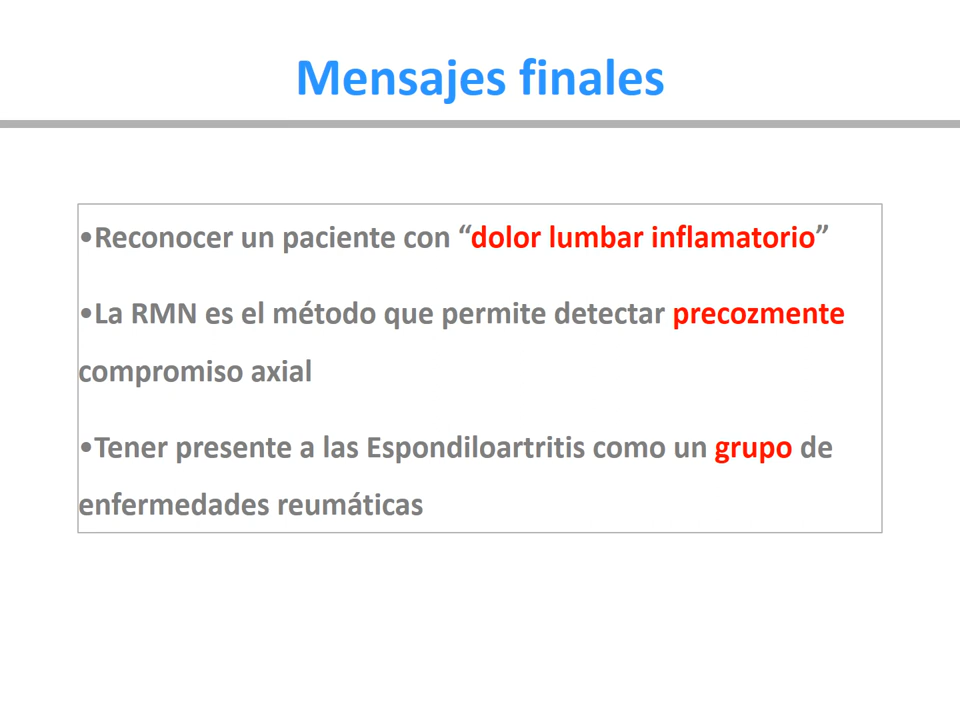 Mensajes finales
•Reconocer un paciente con “dolor lumbar inflamatorio”
•La RMN es el método que permite detectar precozmente
compromiso axial
•Tener presente a las Espondiloartritis como un grupo de
enfermedades reumáticas